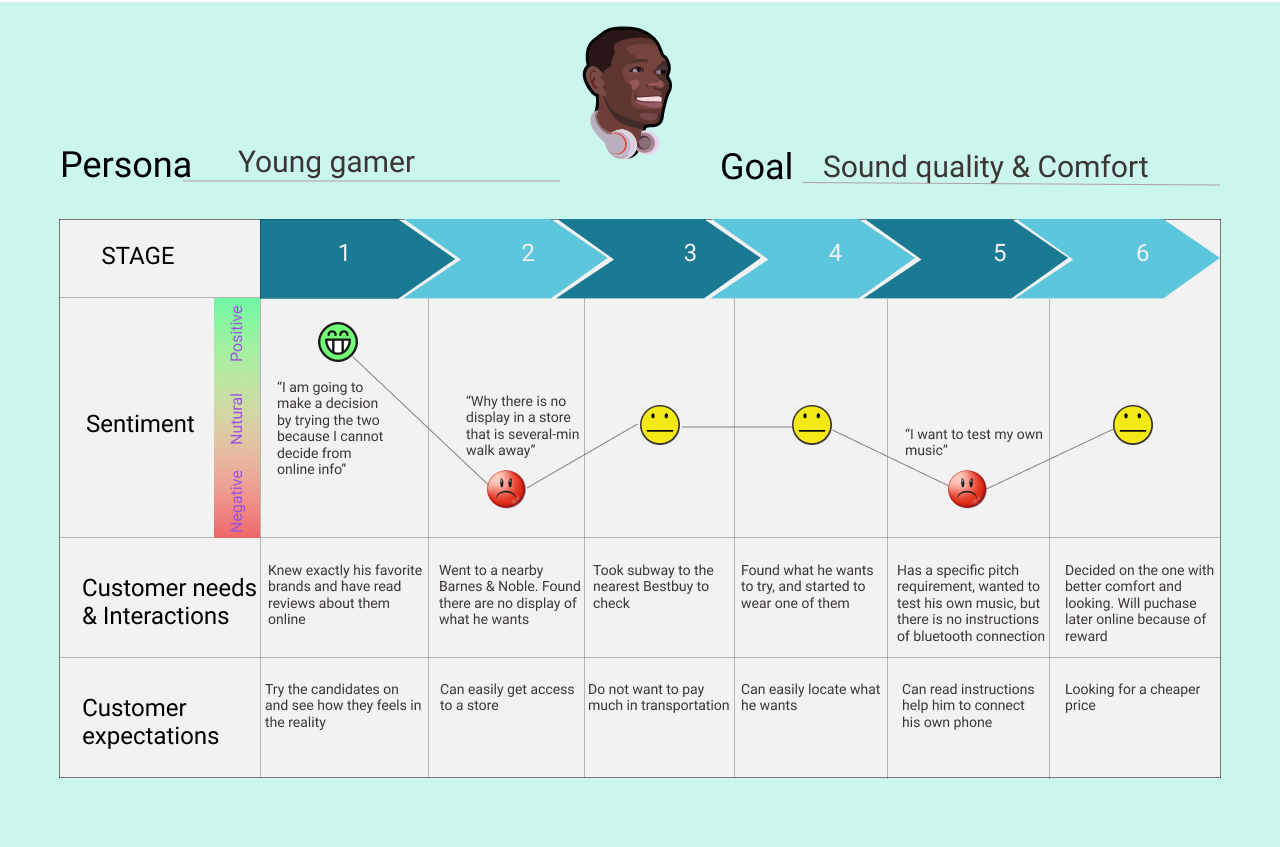 Persona Young gamer
Goal Sound quality & Comfort
STAGE
1
2
3
4
5
6
Sentiment
Positive
Nutural
Negative
“I am going to
make a decision
by trying the two
because I cannot
decide from
online info”
“Why there is no
display in a store
that is several-min
walk away”
“I want to test my own
music”
Customer needs
& Interactions
Knew exactly his favorite
brands and have read
reviews about them
online
Went to a nearby
Barnes & Noble. Found
there are no display of
what he wants
Took subway to the
nearest Bestbuy to
check
Found what he wants
to try, and started to
wear one of them
Has a specific pitch
requirement, wanted to
test his own music, but
there is no instructions
of bluetooth connection
Decided on the one with
better comfort and
looking. Will puchase
later online because of
reward
Customer
expectations
Try the candidates on
and see how they feels in
the reality
Can easily get access
to a store
Do not want to pay
much in transportation
Can easily locate what
he wants
Can read instructions
help him to connect
his own phone
Looking for a cheaper
price